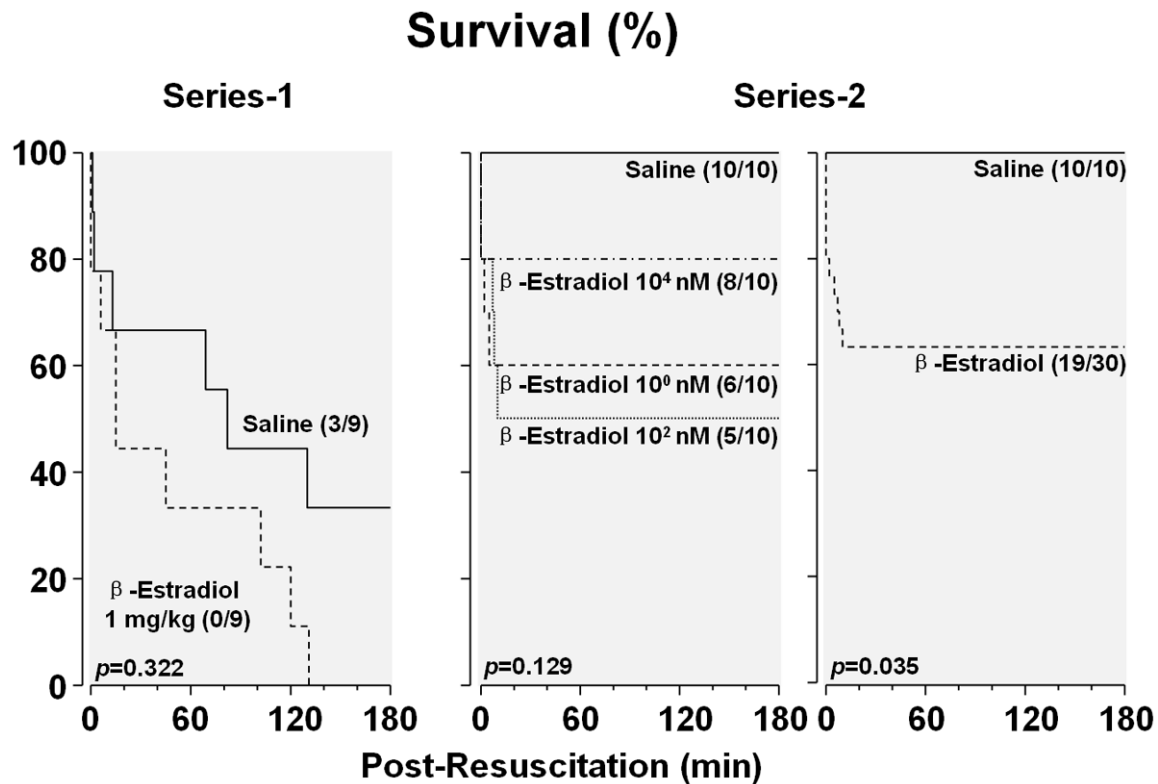 Survival (%)
Series-1
Series-2
100
80
60
40
20
0
Saline (3/9)
β -Estradiol
1 mg/kg (0/9)
p=0.322
0 60 120 180
Saline (10/10)
β -Estradiol 10⁴ nM (8/10)
β -Estradiol 10⁰ nM (6/10)
β -Estradiol 10² nM (5/10)
p=0.129
0 60 120 180
Saline (10/10)
β -Estradiol (19/30)
p=0.035
0 60 120 180
Post-Resuscitation (min)